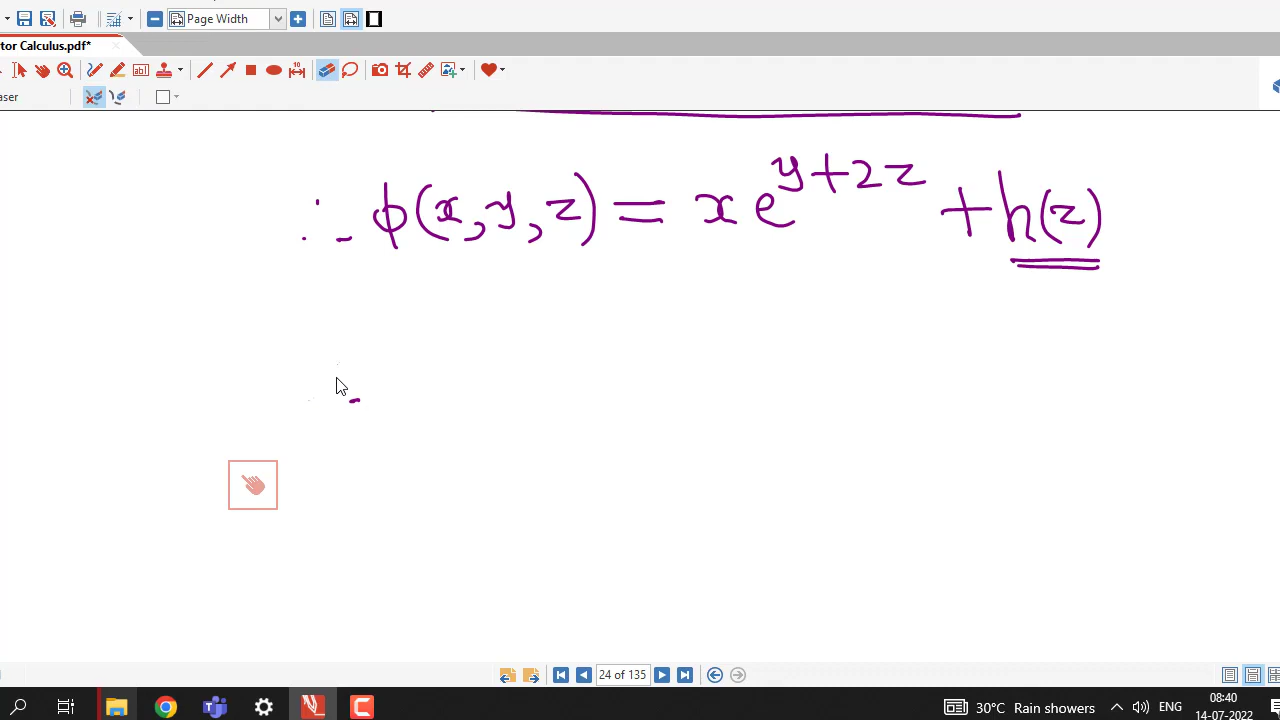 Page Width
tor Calculus.pdf*
aser
∴ ϕ(x,y,z) = x e^{y+2z} + h(z)
24 of 135
30°C Rain showers ENG 08:40
14-07-2022